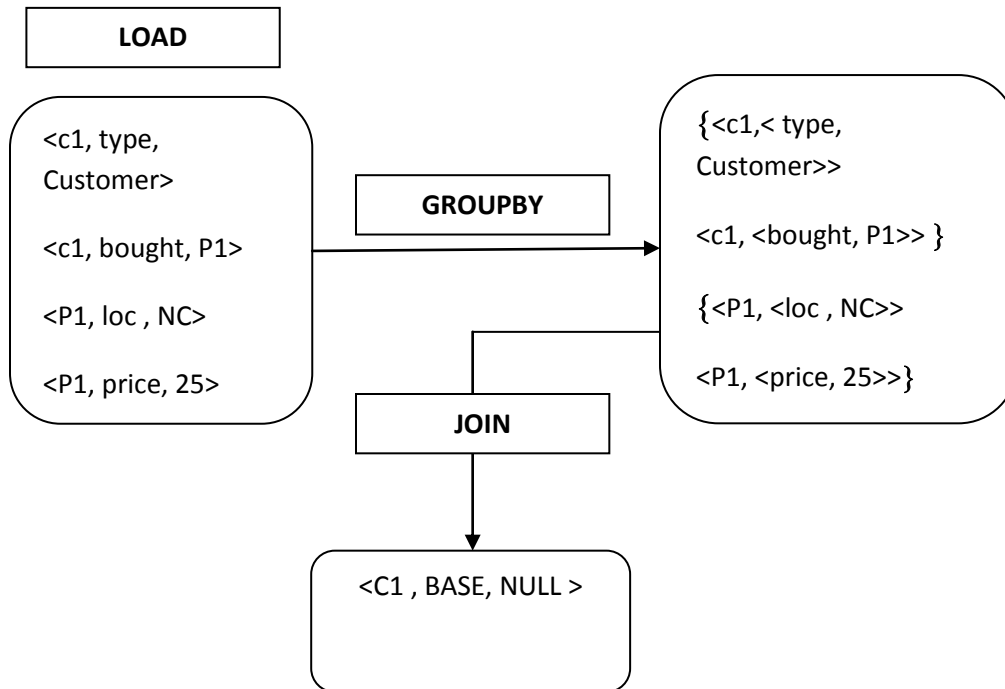 LOAD
<c1, type,
Customer>
<c1, bought, P1>
<P1, loc , NC>
<P1, price, 25>
GROUPBY
{<c1,< type,
Customer>>
<c1, <bought, P1>> }
{<P1, <loc , NC>>
<P1, <price, 25>>}
JOIN
<C1 , BASE, NULL >